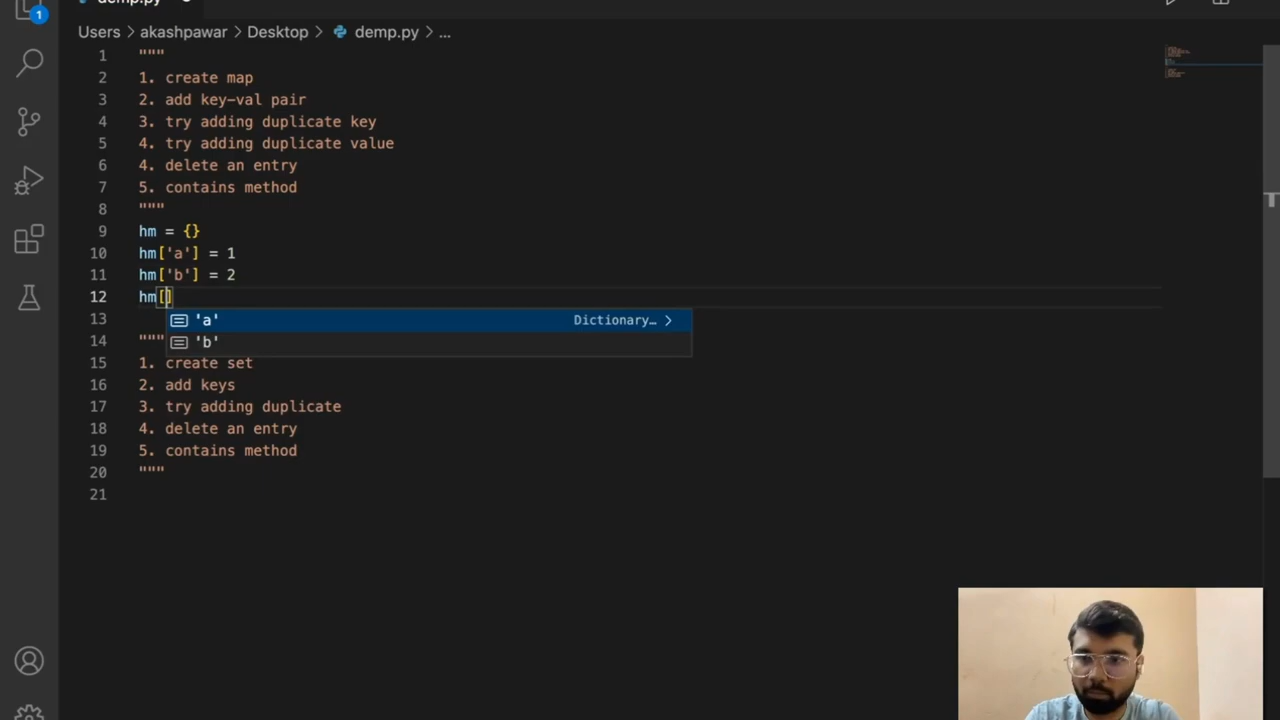 demp.py
1
Users > akashpawar > Desktop > demp.py > ...
1 """
2 1. create map
3 2. add key-val pair
4 3. try adding duplicate key
5 4. try adding duplicate value
6 4. delete an entry
7 5. contains method
8 """
9 hm = {}
10 hm['a'] = 1
11 hm['b'] = 2
12 hm[]
13 'a' Dictionary… >
14 """ 'b'
15 1. create set
16 2. add keys
17 3. try adding duplicate
18 4. delete an entry
19 5. contains method
20 """
21